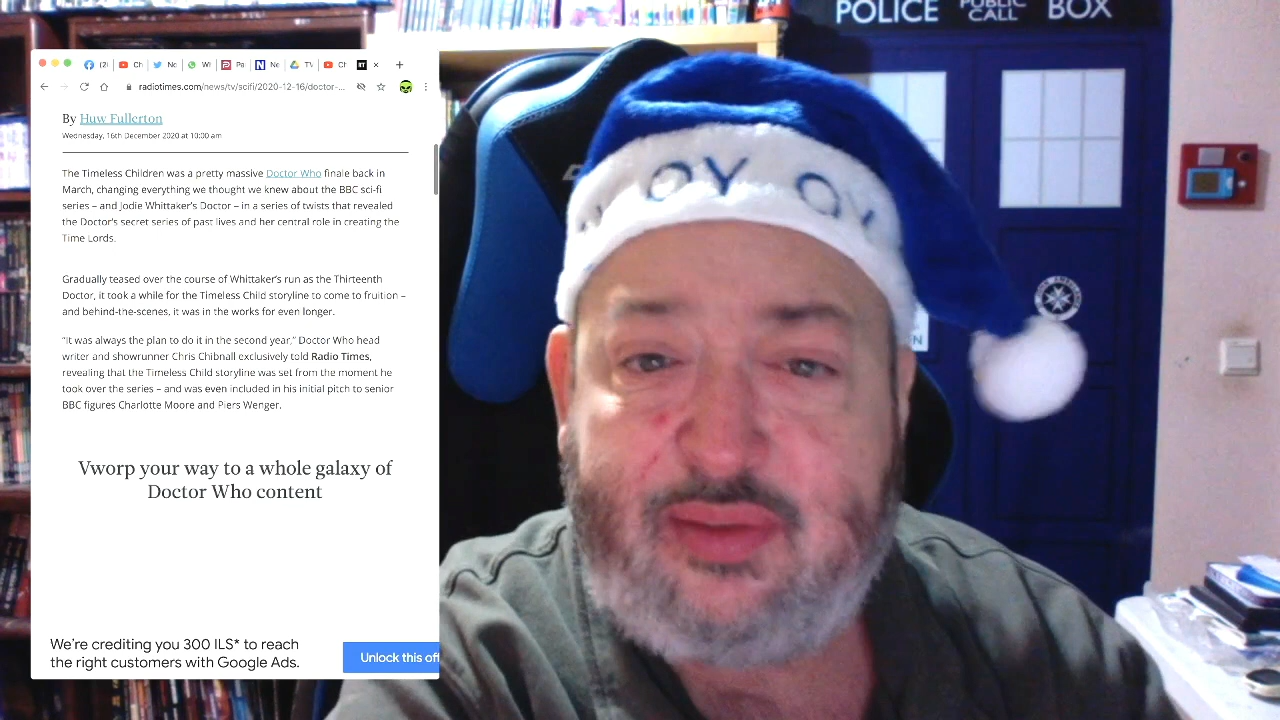 POLICE PUBLIC CALL BOX
OY OY
radiotimes.com/news/tv/scifi/2020-12-16/doctor-...
By Huw Fullerton
Wednesday, 16th December 2020 at 10:00 am
The Timeless Children was a pretty massive Doctor Who finale back in
March, changing everything we thought we knew about the BBC sci-fi
series – and Jodie Whittaker's Doctor – in a series of twists that revealed
the Doctor's secret series of past lives and her central role in creating the
Time Lords.
Gradually teased over the course of Whittaker's run as the Thirteenth
Doctor, it took a while for the Timeless Child storyline to come to fruition –
and behind-the-scenes, it was in the works for even longer.
"It was always the plan to do it in the second year," Doctor Who head
writer and showrunner Chris Chibnall exclusively told Radio Times,
revealing that the Timeless Child storyline was set from the moment he
took over the series – and was even included in his initial pitch to senior
BBC figures Charlotte Moore and Piers Wenger.
Vworp your way to a whole galaxy of
Doctor Who content
We're crediting you 300 ILS* to reach
the right customers with Google Ads.
Unlock this of